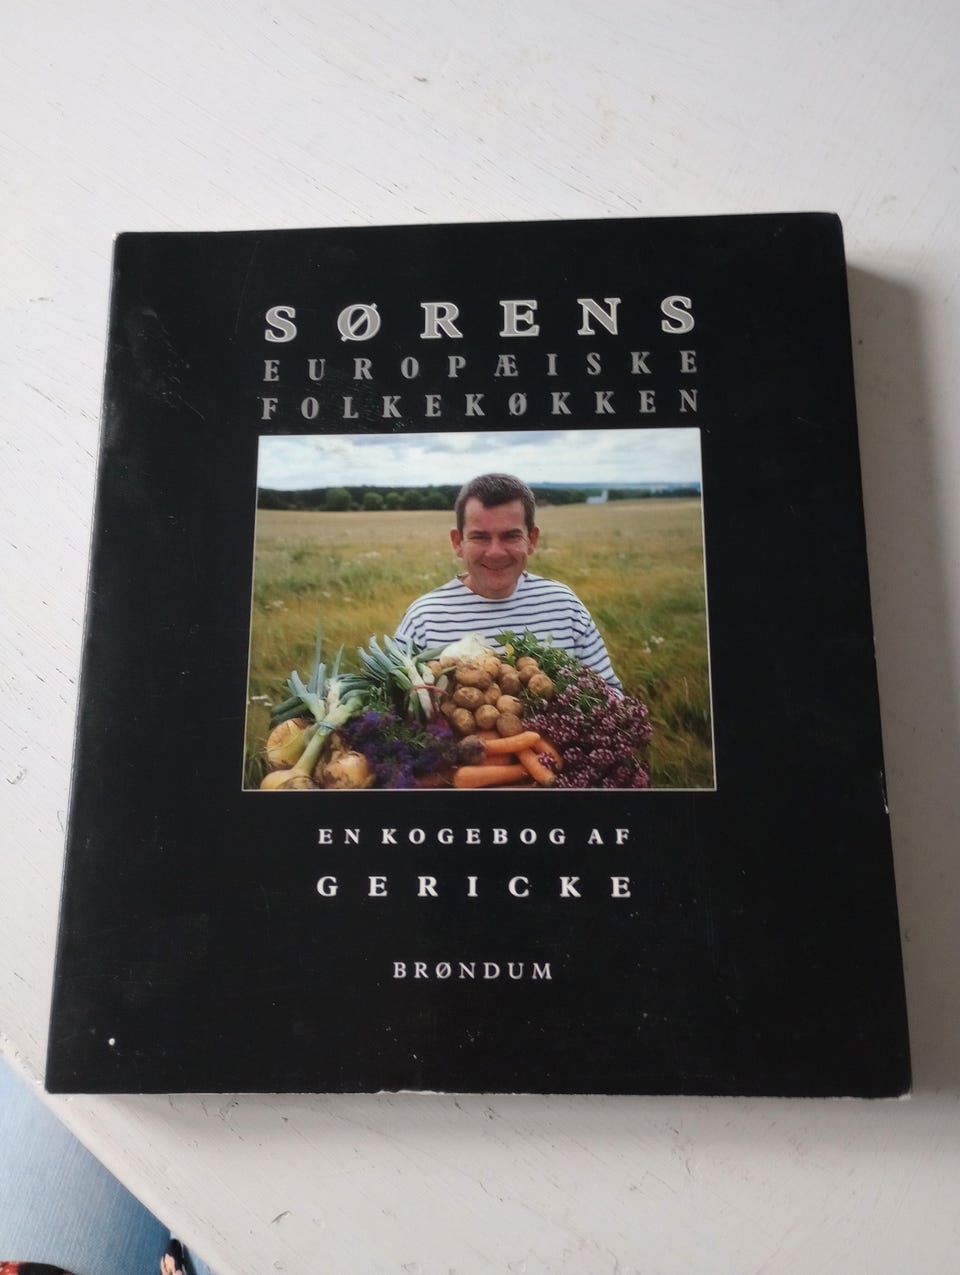 SØRENS
EUROPÆISKE
FOLKEKØKKEN
EN KOGEBOG AF
GERICKE
BRØNDUM